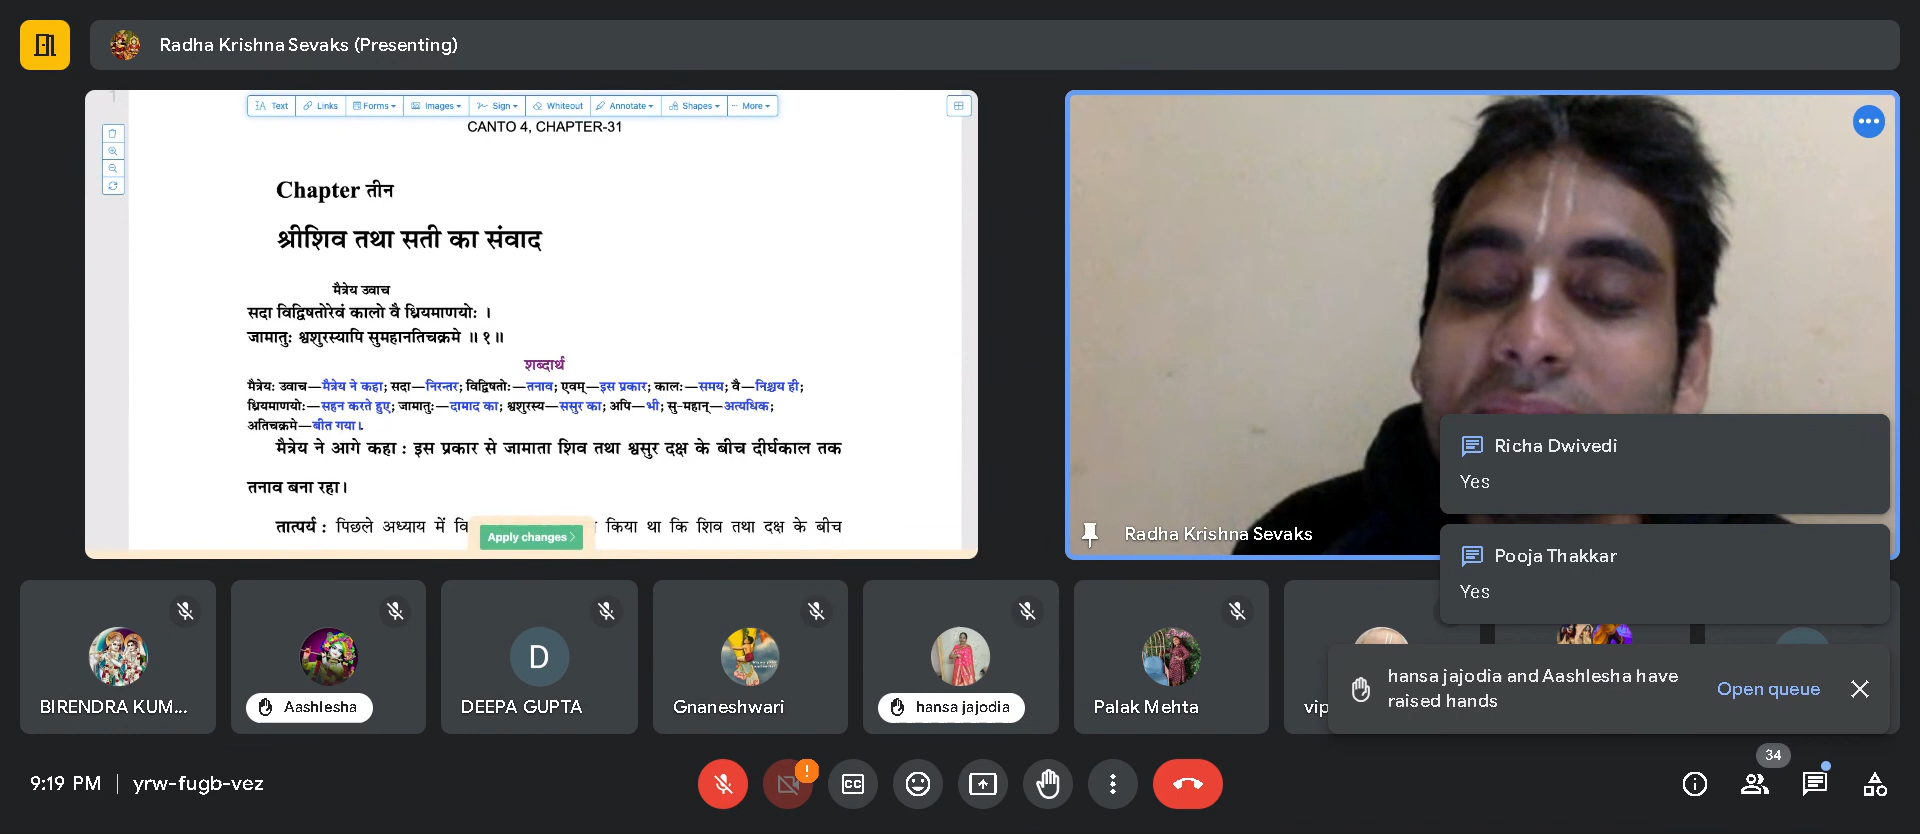 Radha Krishna Sevaks (Presenting)
Text Links Forms Images Sign Whiteout Annotate Shapes More
CANTO 4, CHAPTER-31
Chapter तीन
श्रीशिव तथा सती का संवाद
मैत्रेय उवाच
सदा विद्विषतोरेवं कालो वै ध्रियमाणयोः ।
जामातुः श्वशुरस्यापि सुमहानतिचक्रमे ॥ १॥
शब्दार्थ
मैत्रेयः उवाच—मैत्रेय ने कहा; सदा—निरन्तर; विद्विषतोः—तनाव; एवम्—इस प्रकार; कालः—समय; वै—निश्चय ही;
ध्रियमाणयोः—सहन करते हुए; जामातुः—दामाद का; श्वशुरस्य—ससुर का; अपि—भी; सु-महान्—अत्यधिक;
अतिचक्रमे—बीत गया।
मैत्रेय ने आगे कहा : इस प्रकार से जामाता शिव तथा श्वसुर दक्ष के बीच दीर्घकाल तक
तनाव बना रहा।
तात्पर्य : पिछले अध्याय में वि किया था कि शिव तथा दक्ष के बीच
Apply changes
Radha Krishna Sevaks
Richa Dwivedi
Yes
Pooja Thakkar
Yes
BIRENDRA KUM...
Aashlesha
D
DEEPA GUPTA
Gnaneshwari
hansa jajodia
Palak Mehta
vip
hansa jajodia and Aashlesha have
raised hands
Open queue
9:19 PM | yrw-fugb-vez
CC
34